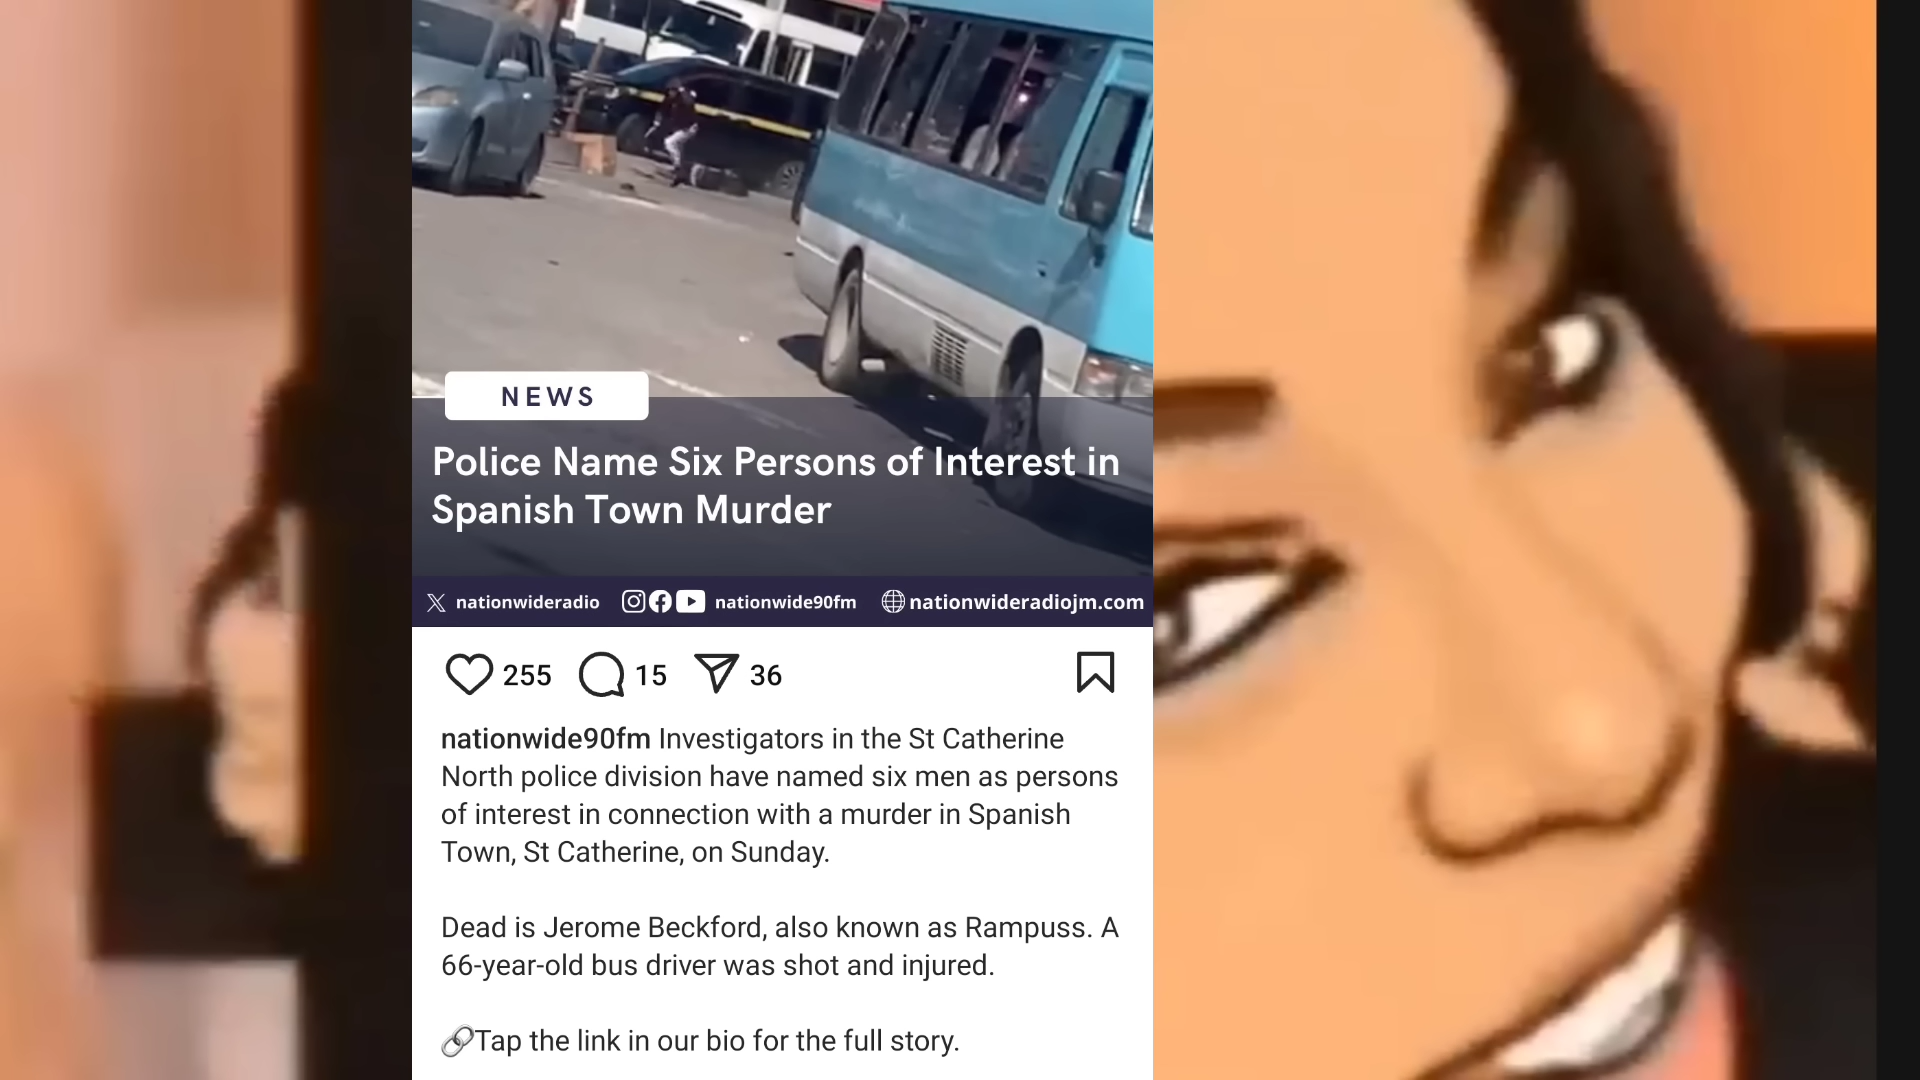 NEWS
Police Name Six Persons of Interest in
Spanish Town Murder
nationwideradio nationwide90fm nationwideradiojm.com
255 15 36
nationwide90fm Investigators in the St Catherine
North police division have named six men as persons
of interest in connection with a murder in Spanish
Town, St Catherine, on Sunday.
Dead is Jerome Beckford, also known as Rampuss. A
66-year-old bus driver was shot and injured.
🔗Tap the link in our bio for the full story.